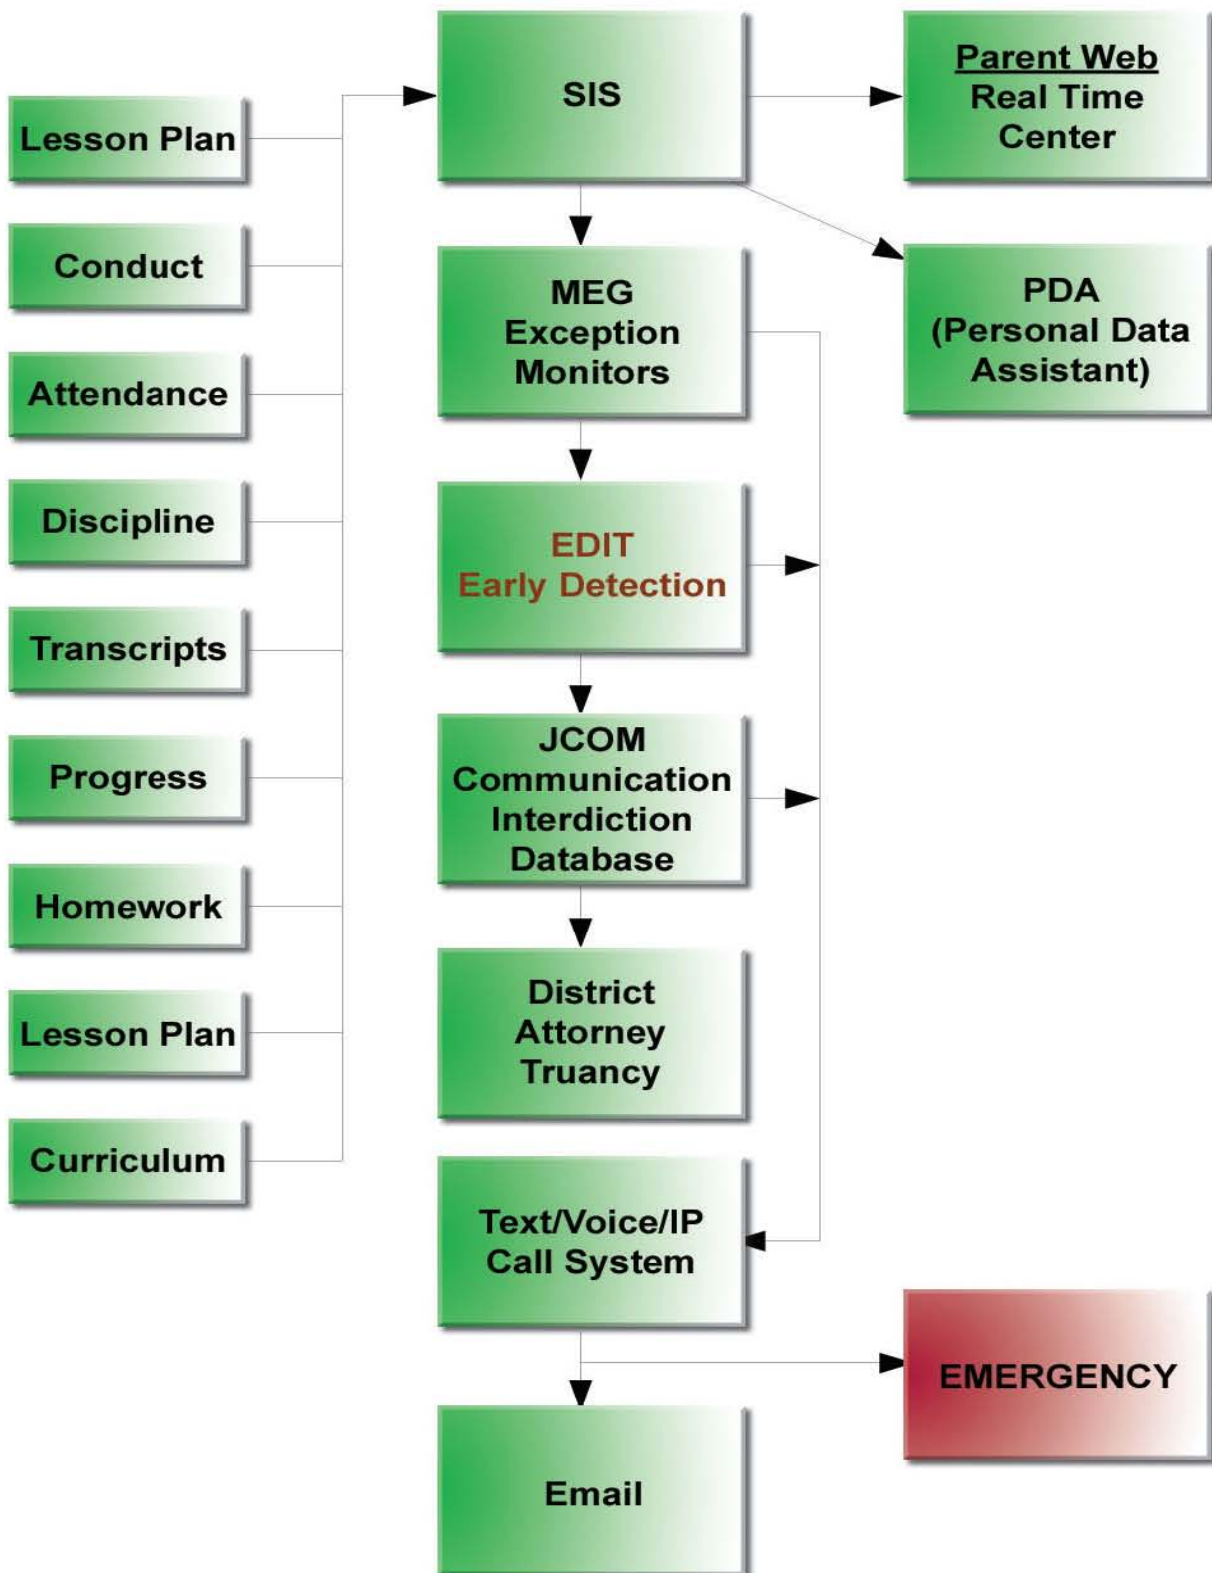 Lesson Plan
Conduct
Attendance
Discipline
Transcripts
Progress
Homework
Lesson Plan
Curriculum
SIS
MEG
Exception
Monitors
EDIT
Early Detection
JCOM
Communication
Interdiction
Database
District
Attorney
Truancy
Text/Voice/IP
Call System
Email
Parent Web
Real Time
Center
PDA
(Personal Data
Assistant)
EMERGENCY